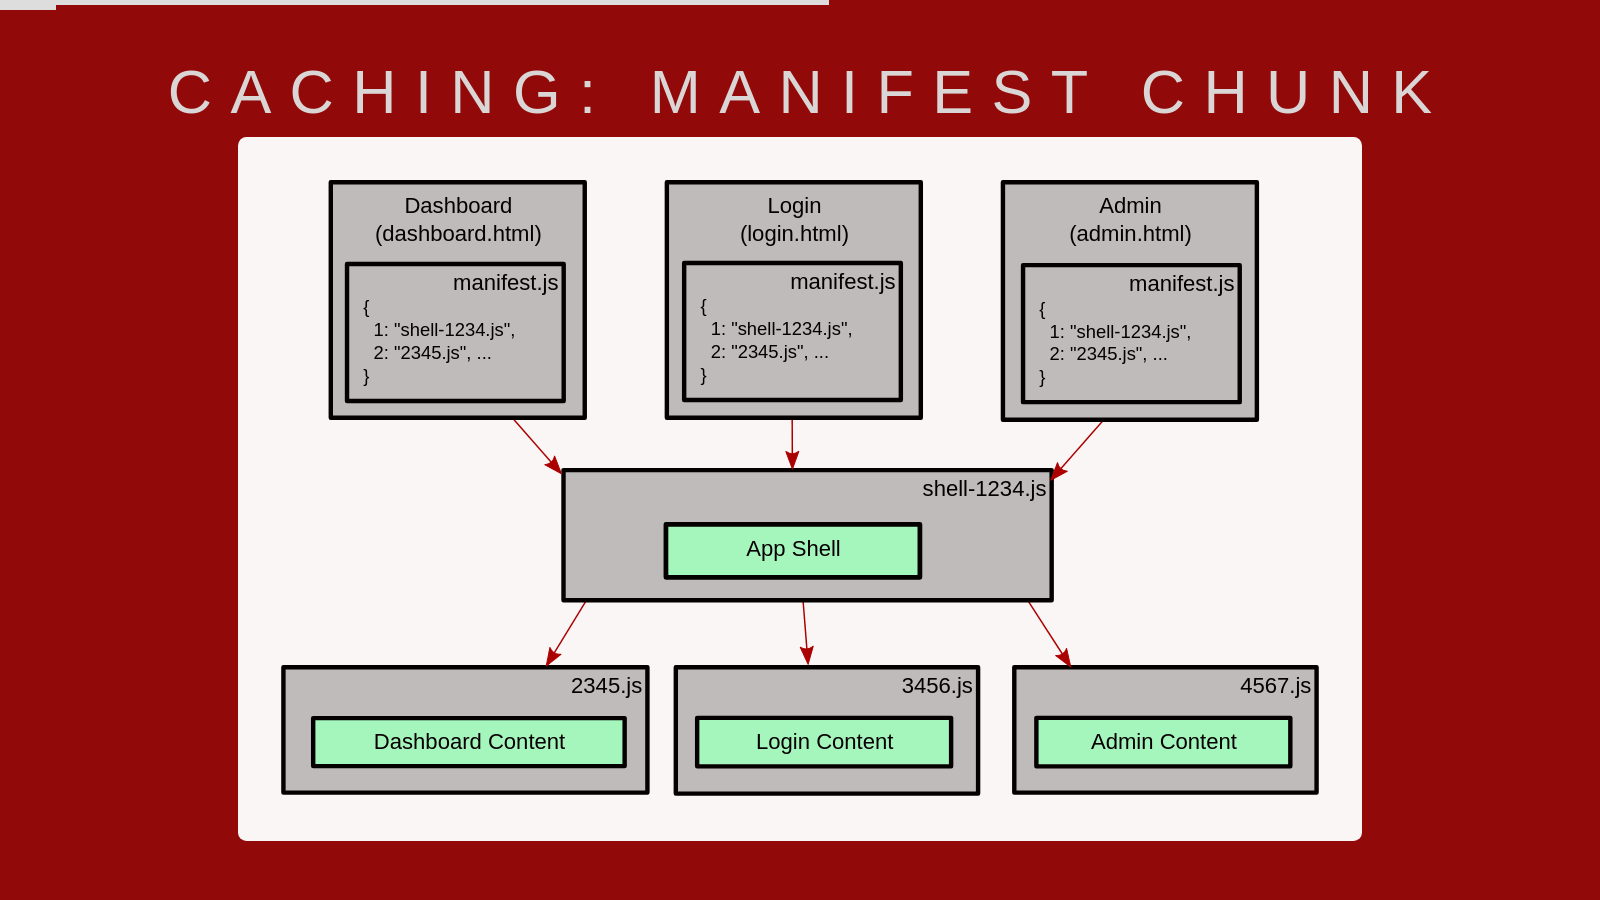 CACHING: MANIFEST CHUNK
Dashboard
(dashboard.html)
manifest.js
{
1: "shell-1234.js",
2: "2345.js", ...
}
Login
(login.html)
manifest.js
{
1: "shell-1234.js",
2: "2345.js", ...
}
Admin
(admin.html)
manifest.js
{
1: "shell-1234.js",
2: "2345.js", ...
}
shell-1234.js
App Shell
2345.js
Dashboard Content
3456.js
Login Content
4567.js
Admin Content